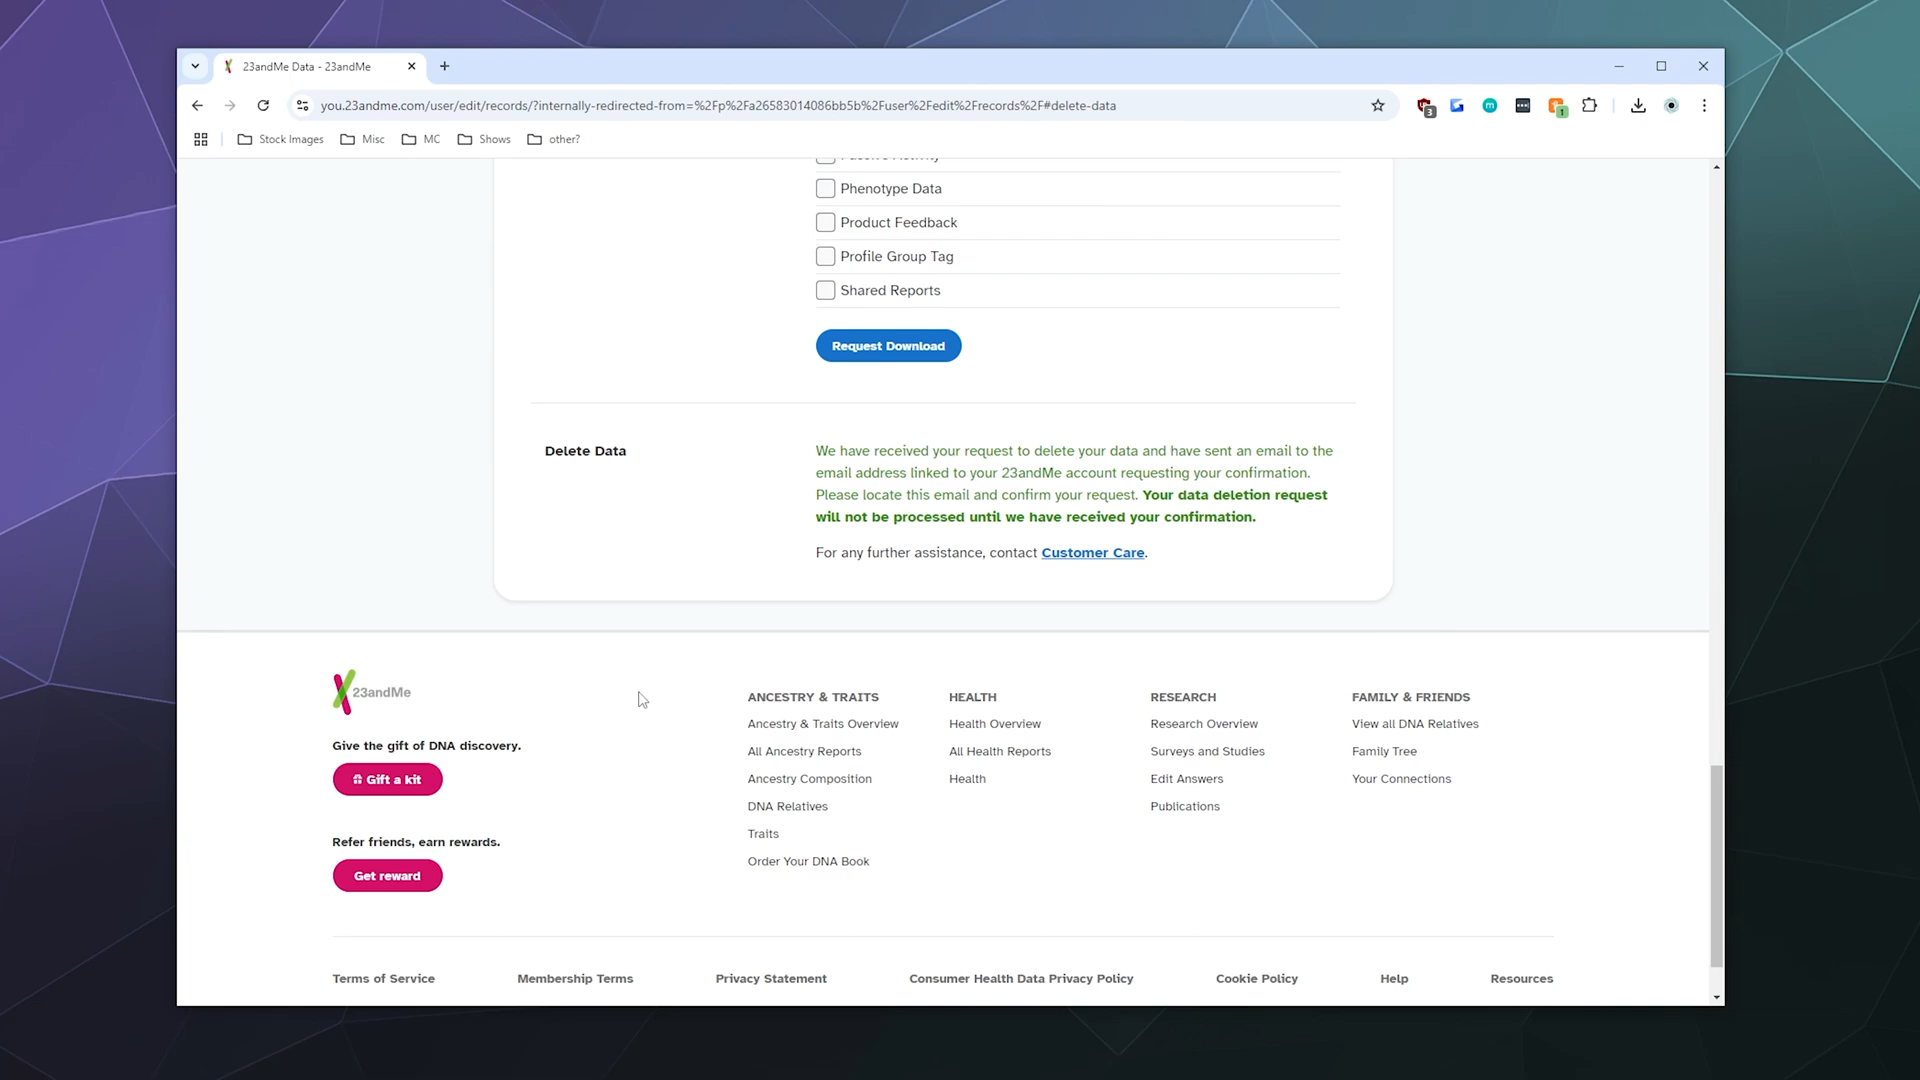 23andMe Data - 23andMe
you.23andme.com/user/edit/records/?internally-redirected-from=%2Fp%2Fa26583014086bb5b%2Fuser%2Fedit%2Frecords%2F#delete-data
3
m
1
Stock Images
Misc
MC
Shows
other?
Phenotype Data
Product Feedback
Profile Group Tag
Shared Reports
Request Download
Delete Data
We have received your request to delete your data and have sent an email to the
email address linked to your 23andMe account requesting your confirmation.
Please locate this email and confirm your request. Your data deletion request
will not be processed until we have received your confirmation.
For any further assistance, contact Customer Care.
23andMe
Give the gift of DNA discovery.
Gift a kit
Refer friends, earn rewards.
Get reward
ANCESTRY & TRAITS
Ancestry & Traits Overview
All Ancestry Reports
Ancestry Composition
DNA Relatives
Traits
Order Your DNA Book
HEALTH
Health Overview
All Health Reports
Health
RESEARCH
Research Overview
Surveys and Studies
Edit Answers
Publications
FAMILY & FRIENDS
View all DNA Relatives
Family Tree
Your Connections
Terms of Service
Membership Terms
Privacy Statement
Consumer Health Data Privacy Policy
Cookie Policy
Help
Resources